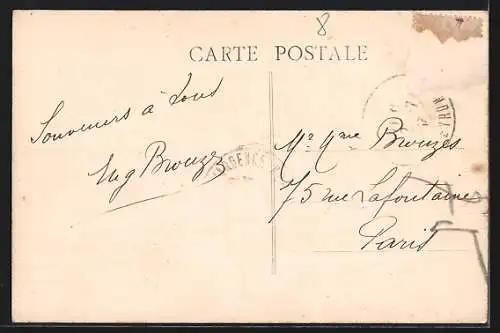 8
CARTE POSTALE
Souvenirs à tous
Eug Brouzes
Mr Mme Brouzes
75 rue Lafontaine
Paris